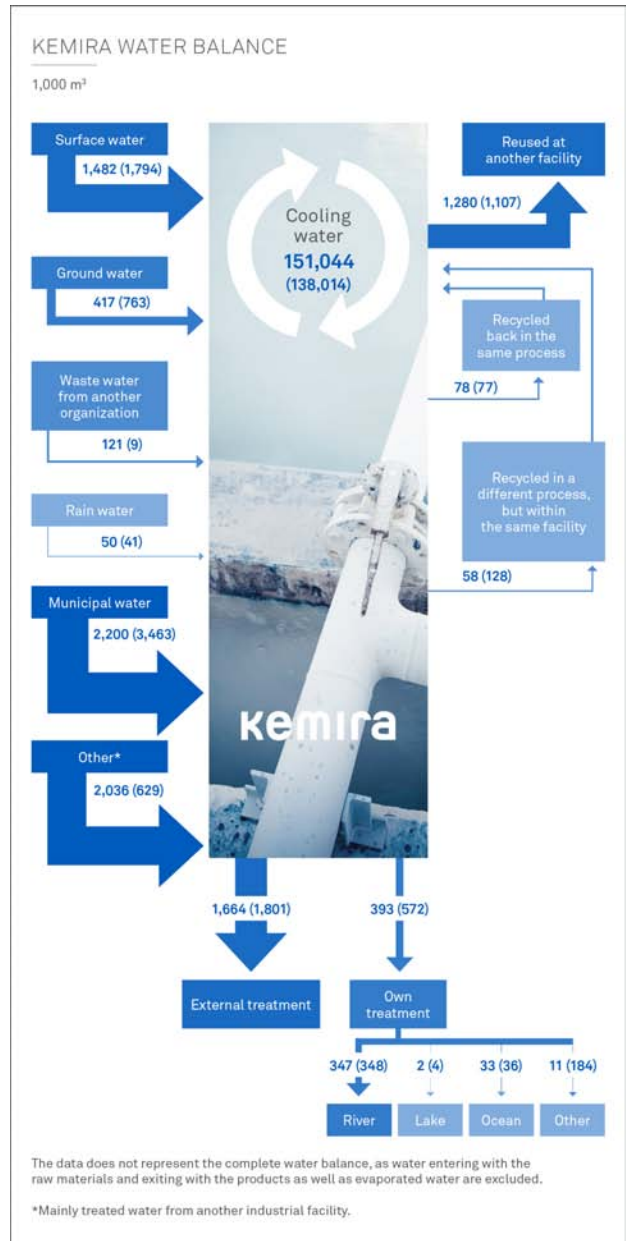 KEMIRA WATER BALANCE
1,000 m³
Surface water
1,482 (1,794)
Ground water
417 (763)
Waste water
from another
organization
121 (9)
Rain water
50 (41)
Municipal water
2,200 (3,463)
Other*
2,036 (629)
Cooling
water
151,044
(138,014)
kemira
Reused at
another facility
1,280 (1,107)
Recycled
back in the
same process
78 (77)
Recycled in a
different process,
but within
the same facility
58 (128)
1,664 (1,801)
393 (572)
External treatment
Own
treatment
347 (348)
2 (4)
33 (36)
11 (184)
River
Lake
Ocean
Other
The data does not represent the complete water balance, as water entering with the
raw materials and exiting with the products as well as evaporated water are excluded.
*Mainly treated water from another industrial facility.